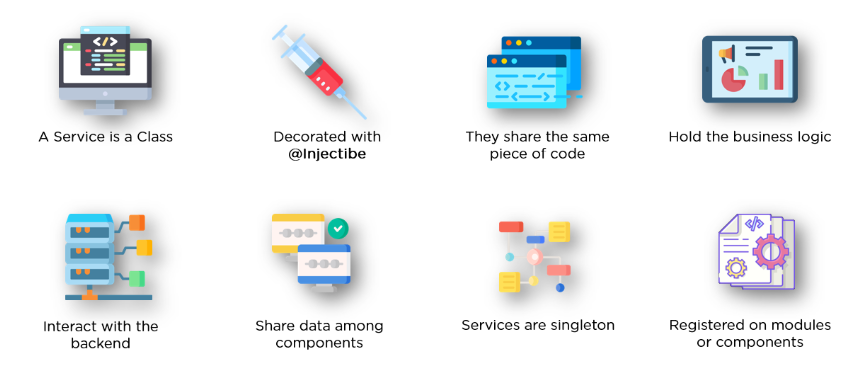 A Service is a Class
Decorated with
@Injectibe
They share the same
piece of code
Hold the business logic
Interact with the
backend
Share data among
components
Services are singleton
Registered on modules
or components